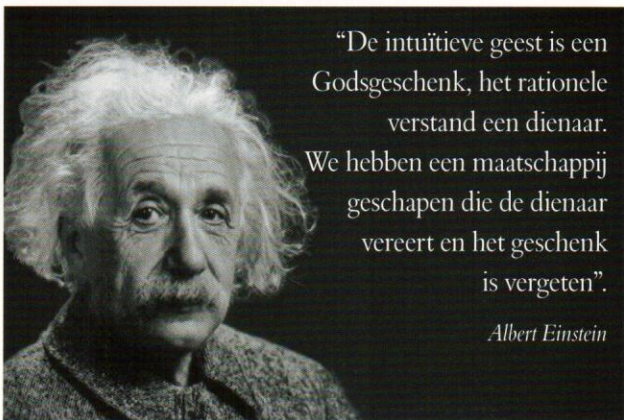 “De intuïtieve geest is een
Godsgeschenk, het rationele
verstand een dienaar.
We hebben een maatschappij
geschapen die de dienaar
vereert en het geschenk
is vergeten”.
Albert Einstein